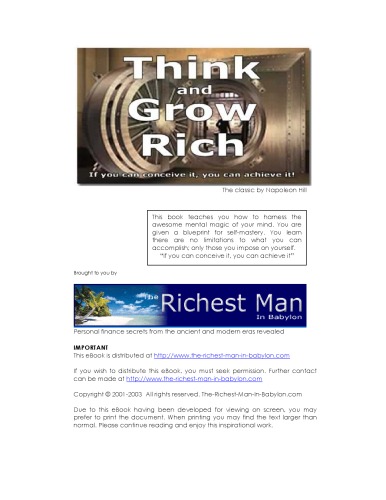 Think
and
Grow
Rich
If you can conceive it, you can achieve it!
The classic by Napoleon Hill
This book teaches you how to harness the
awesome mental magic of your mind. You are
given a blueprint for self-mastery. You learn
there are no limitations to what you can
accomplish; only those you impose on yourself.
"If you can conceive it, you can achieve it"
Brought to you by
The Richest Man
In Babylon
Personal finance secrets from the ancient and modern eras revealed
IMPORTANT
This eBook is distributed at http://www.the-richest-man-in-babylon.com
If you wish to distribute this eBook, you must seek permission. Further contact
can be made at http://www.the-richest-man-in-babylon.com
Copyright © 2001-2003 All rights reserved. The-Richest-Man-in-Babylon.com
Due to this eBook having been developed for viewing on screen, you may
prefer to print the document. When printing you may find the text larger than
normal. Please continue reading and enjoy this inspirational work.